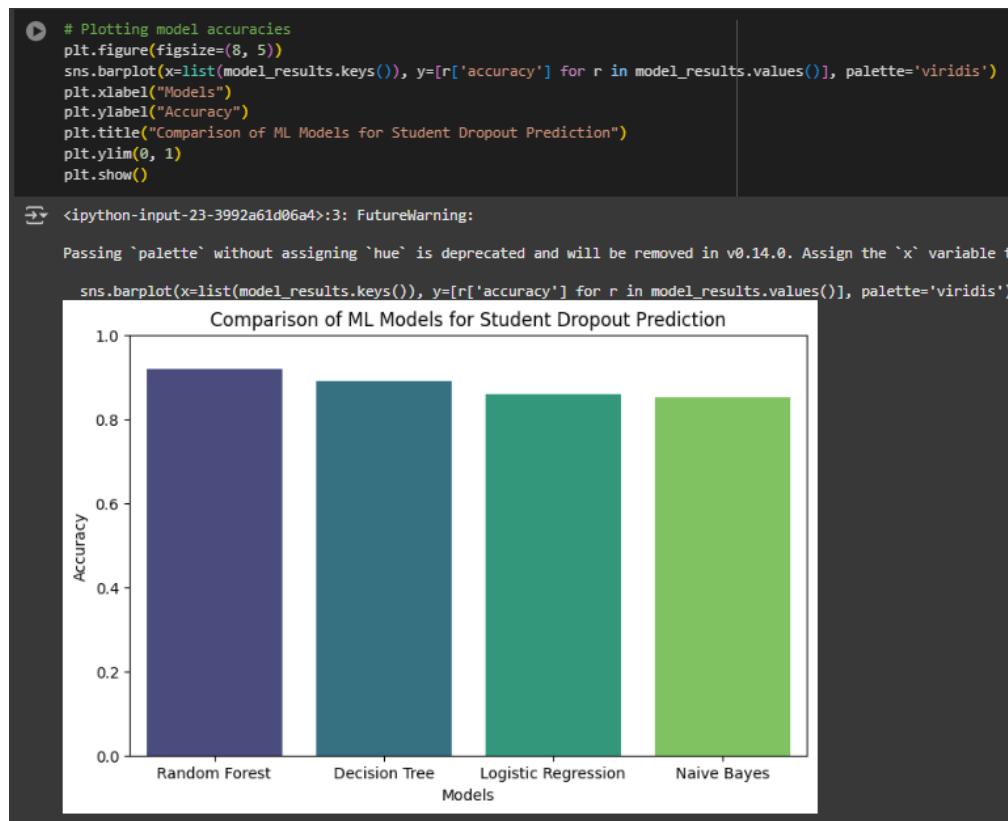 # Plotting model accuracies
plt.figure(figsize=(8, 5))
sns.barplot(x=list(model_results.keys()), y=[r['accuracy'] for r in model_results.values()], palette='viridis')
plt.xlabel("Models")
plt.ylabel("Accuracy")
plt.title("Comparison of ML Models for Student Dropout Prediction")
plt.ylim(0, 1)
plt.show()
<ipython-input-23-3992a61d06a4>:3: FutureWarning:
Passing `palette` without assigning `hue` is deprecated and will be removed in v0.14.0. Assign the `x` variable
sns.barplot(x=list(model_results.keys()), y=[r['accuracy'] for r in model_results.values()], palette='viridis')
Comparison of ML Models for Student Dropout Prediction
1.0
0.8
0.6
0.4
0.2
0.0
Accuracy
Random Forest Decision Tree Logistic Regression Naive Bayes
Models